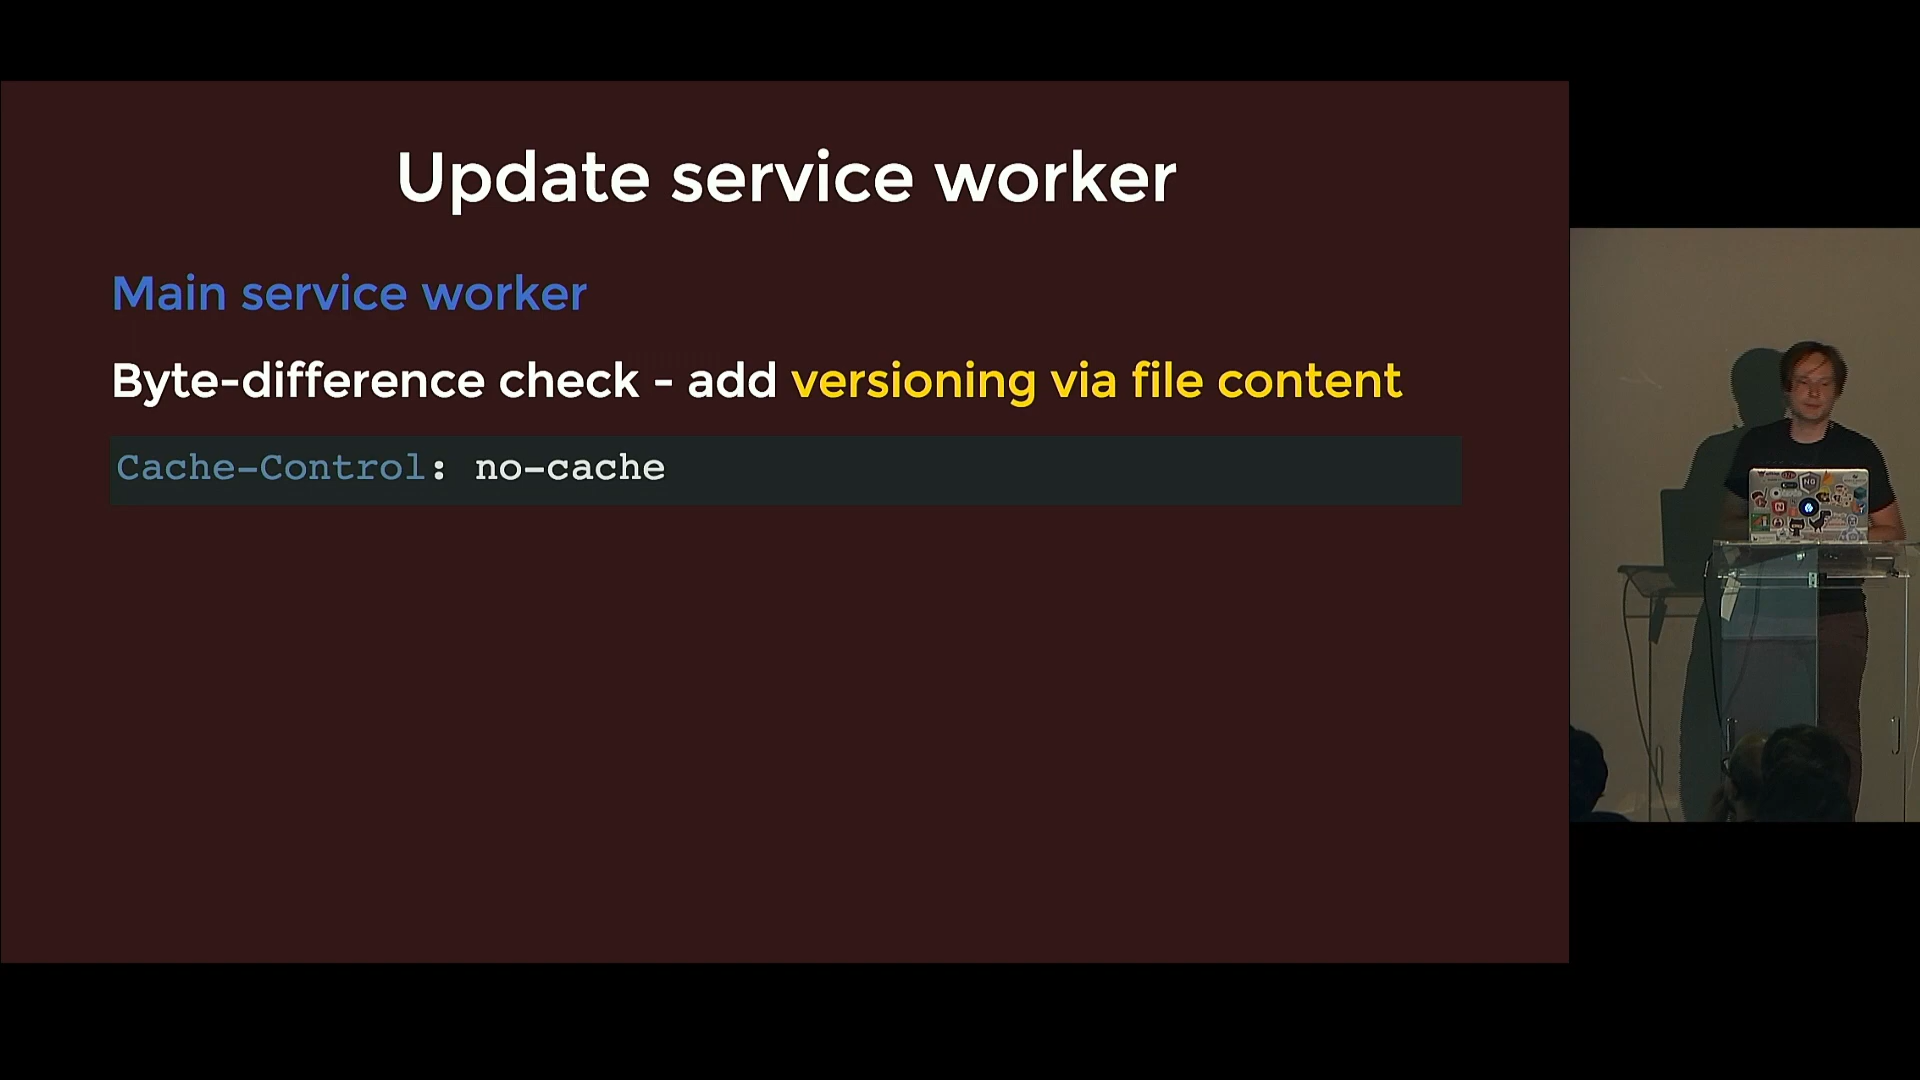 Update service worker
Main service worker
Byte-difference check - add versioning via file content
Cache-Control: no-cache